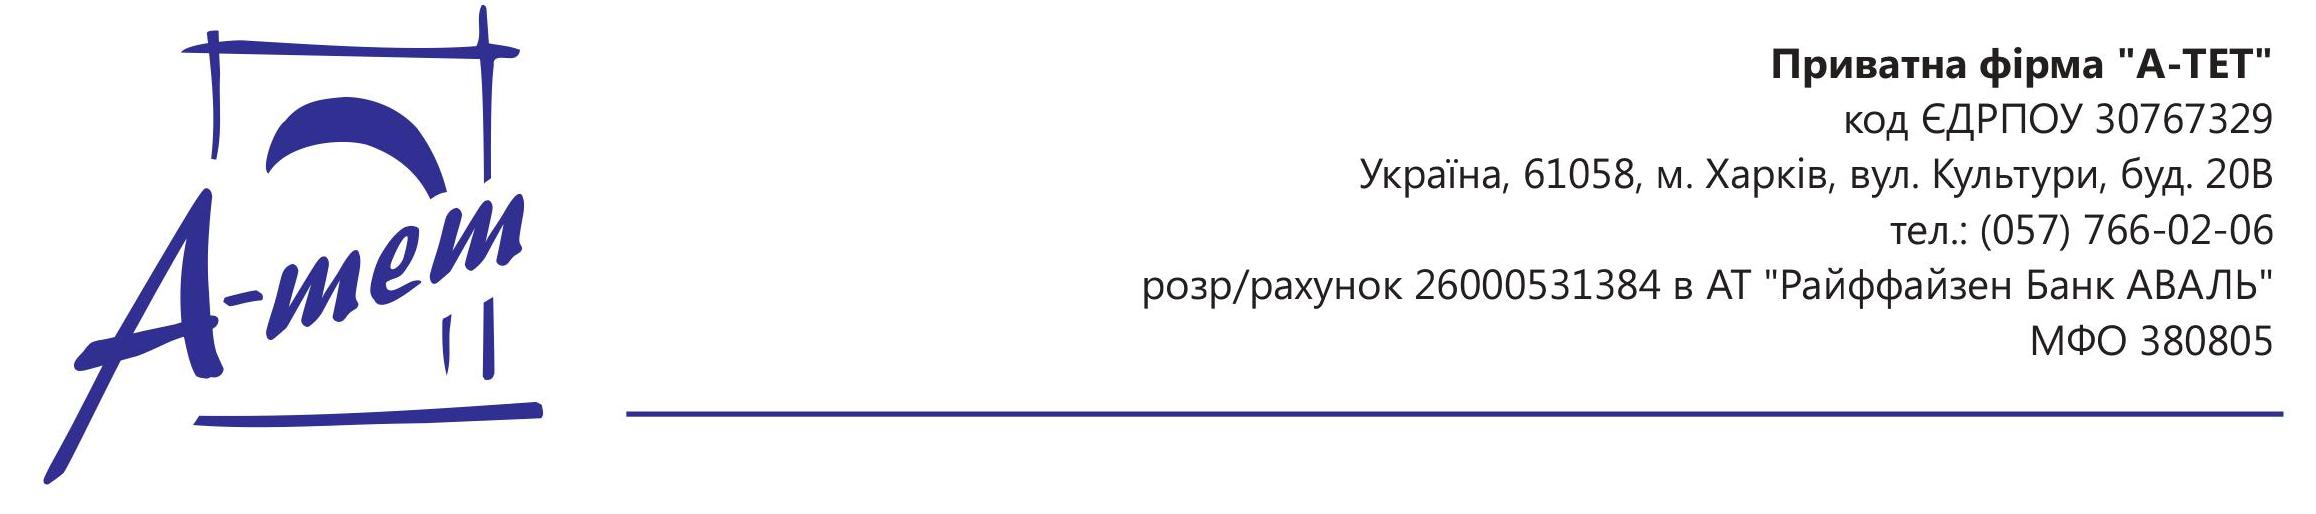 А-тет
Приватна фірма "А-ТЕТ"
код ЄДРПОУ 30767329
Україна, 61058, м. Харків, вул. Культури, буд. 20В
тел.: (057) 766-02-06
розр/рахунок 26000531384 в АТ "Райффайзен Банк АВАЛЬ"
МФО 380805